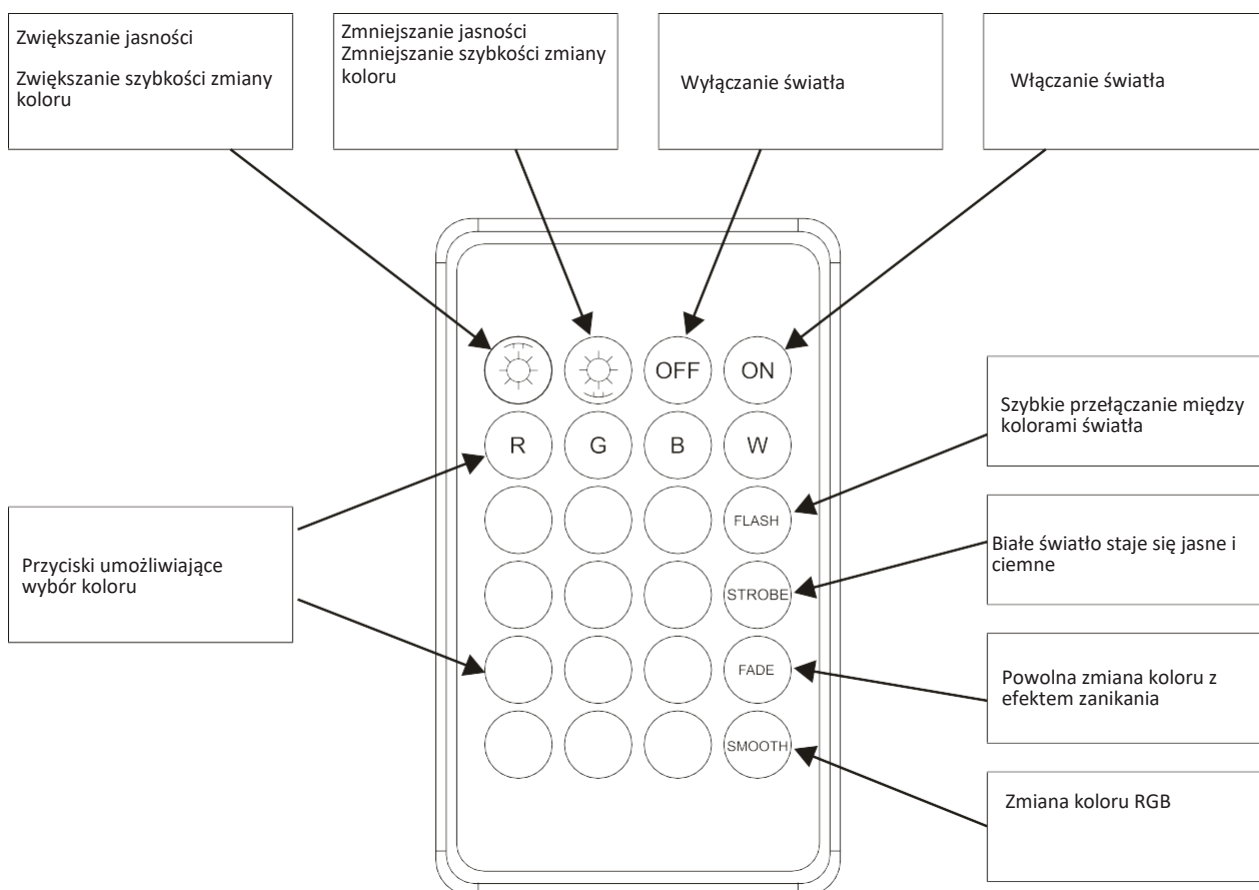 Zwiększanie jasności
Zwiększanie szybkości zmiany
koloru
Zmniejszanie jasności
Zmniejszanie szybkości zmiany
koloru
Wyłączanie światła
Włączanie światła
OFF
ON
R
G
B
W
Szybkie przełączanie między
kolorami światła
FLASH
Białe światło staje się jasne i
ciemne
Przyciski umożliwiające
wybór koloru
STROBE
FADE
Powolna zmiana koloru z
efektem zanikania
SMOOTH
Zmiana koloru RGB